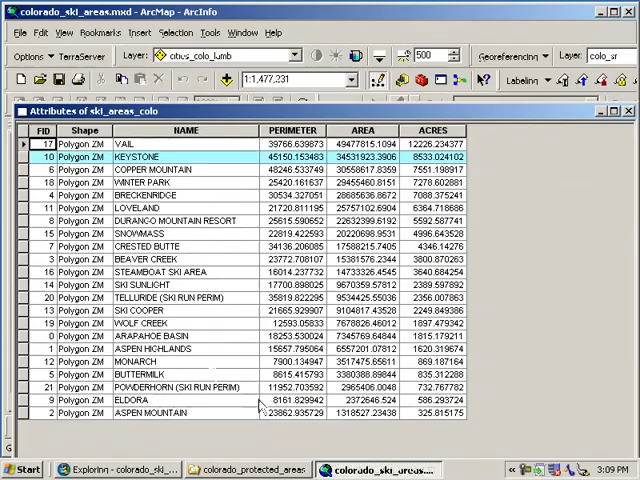 colorado_ski_areas.mxd - ArcMap - ArcInfo
File Edit View Bookmarks Insert Selection Tools Window Help
Options TerraServer Layer: cities_colo_lamb 500 Georeferencing Layer: colo_sr
1:1,477,231 Labeling
Attributes of ski_areas_colo
FID Shape NAME PERIMETER AREA ACRES
17 Polygon ZM VAIL 39766.639873 49477815.1094 12226.234377
10 Polygon ZM KEYSTONE 45150.153483 34531923.3906 8533.024102
6 Polygon ZM COPPER MOUNTAIN 48246.533749 30558617.8359 7551.198917
18 Polygon ZM WINTER PARK 25420.161637 29455460.8151 7278.602881
4 Polygon ZM BRECKENRIDGE 30534.327051 28685636.8672 7088.375241
11 Polygon ZM LOVELAND 21720.811195 25757102.6904 6364.718686
8 Polygon ZM DURANGO MOUNTAIN RESORT 25615.590652 22632399.6192 5592.587741
15 Polygon ZM SNOWMASS 22819.422593 20220698.9531 4996.643528
7 Polygon ZM CRESTED BUTTE 34136.206085 17588215.7405 4346.14276
3 Polygon ZM BEAVER CREEK 23772.708107 15381576.2344 3800.870263
16 Polygon ZM STEAMBOAT SKI AREA 16014.237732 14733326.4545 3640.684254
14 Polygon ZM SKI SUNLIGHT 17700.898025 9670359.57812 2389.597892
20 Polygon ZM TELLURIDE (SKI RUN PERIM) 35819.822295 9534425.55036 2356.007863
13 Polygon ZM SKI COOPER 21665.929907 9104817.43528 2249.849386
19 Polygon ZM WOLF CREEK 12593.05833 7678826.46012 1897.479342
0 Polygon ZM ARAPAHOE BASIN 18253.530024 7345769.64844 1815.179211
1 Polygon ZM ASPEN HIGHLANDS 15657.795064 6557201.07812 1620.319674
12 Polygon ZM MONARCH 7900.134947 3517475.65611 869.187164
5 Polygon ZM BUTTERMILK 8615.415793 3380388.89844 835.312288
21 Polygon ZM POWDERHORN (SKI RUN PERIM) 11952.703592 2965406.0048 732.767782
9 Polygon ZM ELDORA 8161.829942 2372646.524 586.293724
2 Polygon ZM ASPEN MOUNTAIN 23862.935729 1318527.23438 325.815175
Start Exploring - colorado_ski_... colorado_protected_areas colorado_ski_areas.... 3:09 PM